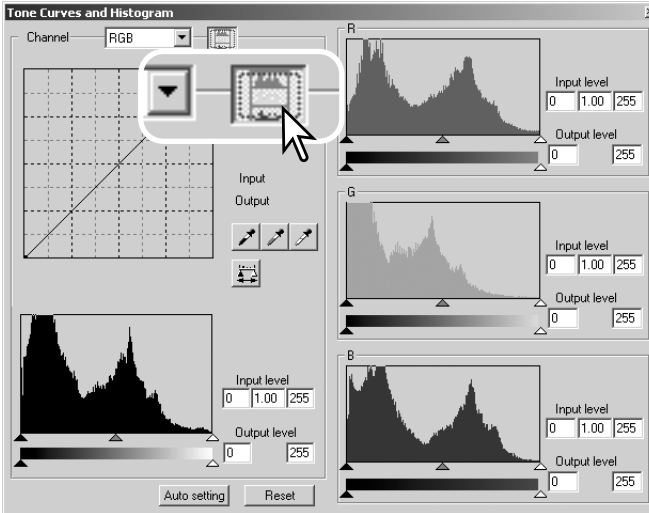 Tone Curves and Histogram
Channel RGB
Input
Output
Input level
0 1.00 255
Output level
0 255
Auto setting Reset
R
Input level
0 1.00 255
Output level
0 255
G
Input level
0 1.00 255
Output level
0 255
B
Input level
0 1.00 255
Output level
0 255